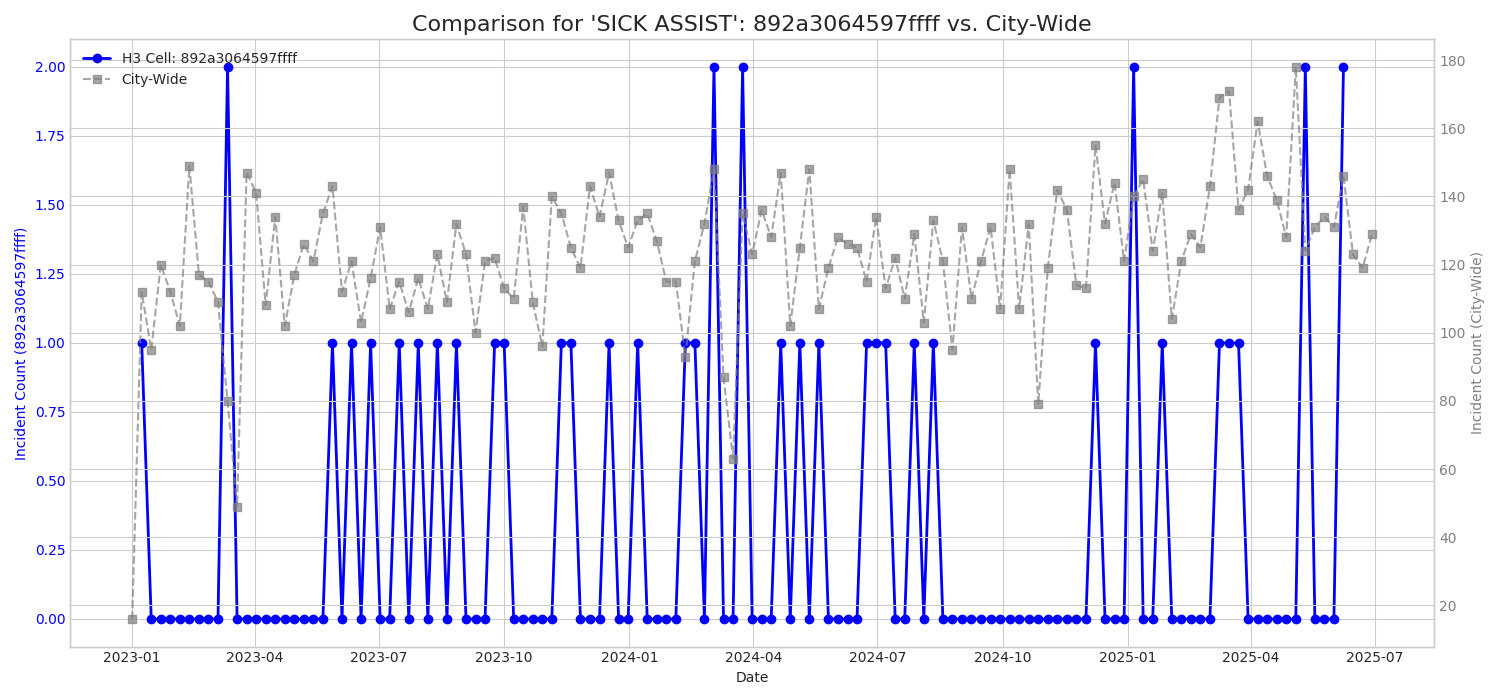 Comparison for 'SICK ASSIST': 892a3064597ffff vs. City-Wide
H3 Cell: 892a3064597ffff
City-Wide
Incident Count (892a3064597ffff)
2.00
1.75
1.50
1.25
1.00
0.75
0.50
0.25
0.00
180
160
140
120
100
80
60
40
20
Incident Count (City-Wide)
2023-01 2023-04 2023-07 2023-10 2024-01 2024-04 2024-07 2024-10 2025-01 2025-04 2025-07
Date